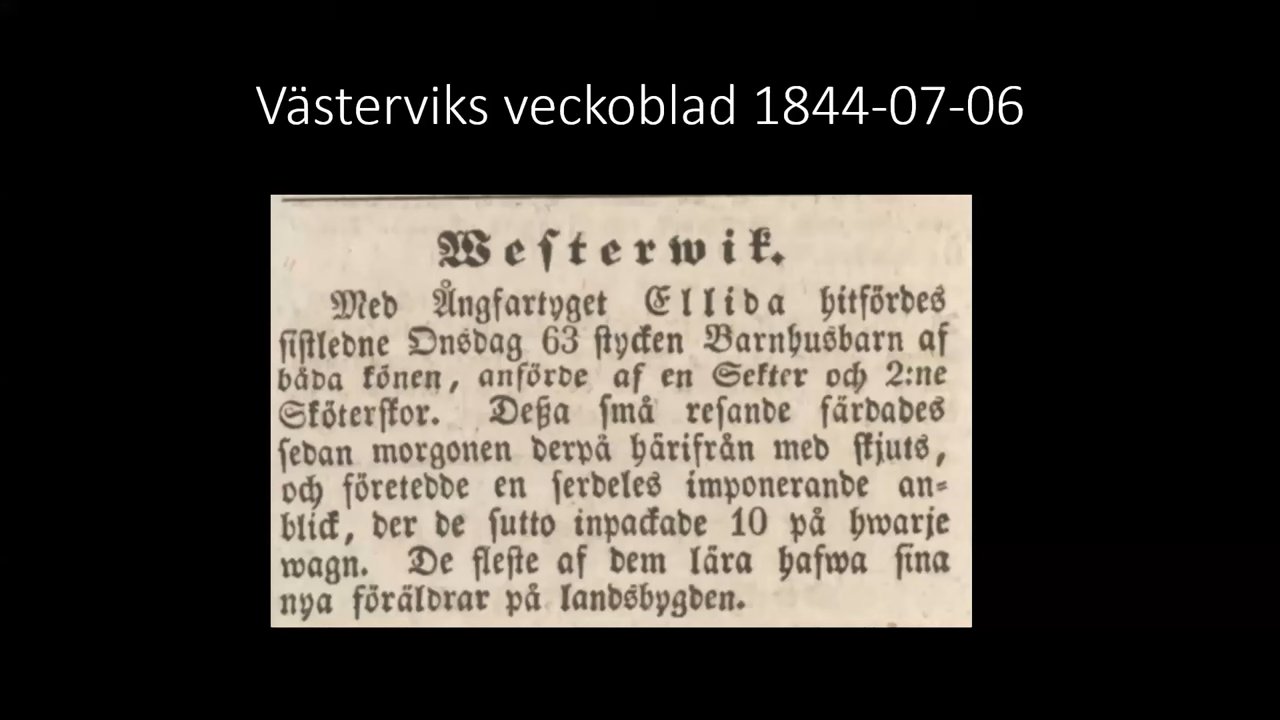 Västerviks veckoblad 1844-07-06
Westerwik.
Med Ångfartyget Ellida hitfördes
sistledne Onsdag 63 stycken Barnhusbarn af
båda könen, anförde af en Sekter och 2:ne
Sköterskor. Deßa små resande färdades
sedan morgonen derpå härifrån med skjuts,
och företedde en serdeles imponerande an=
blick, der de sutto inpackade 10 på hwarje
wagn. De fleste af dem lära hafwa sina
nya föräldrar på landsbygden.